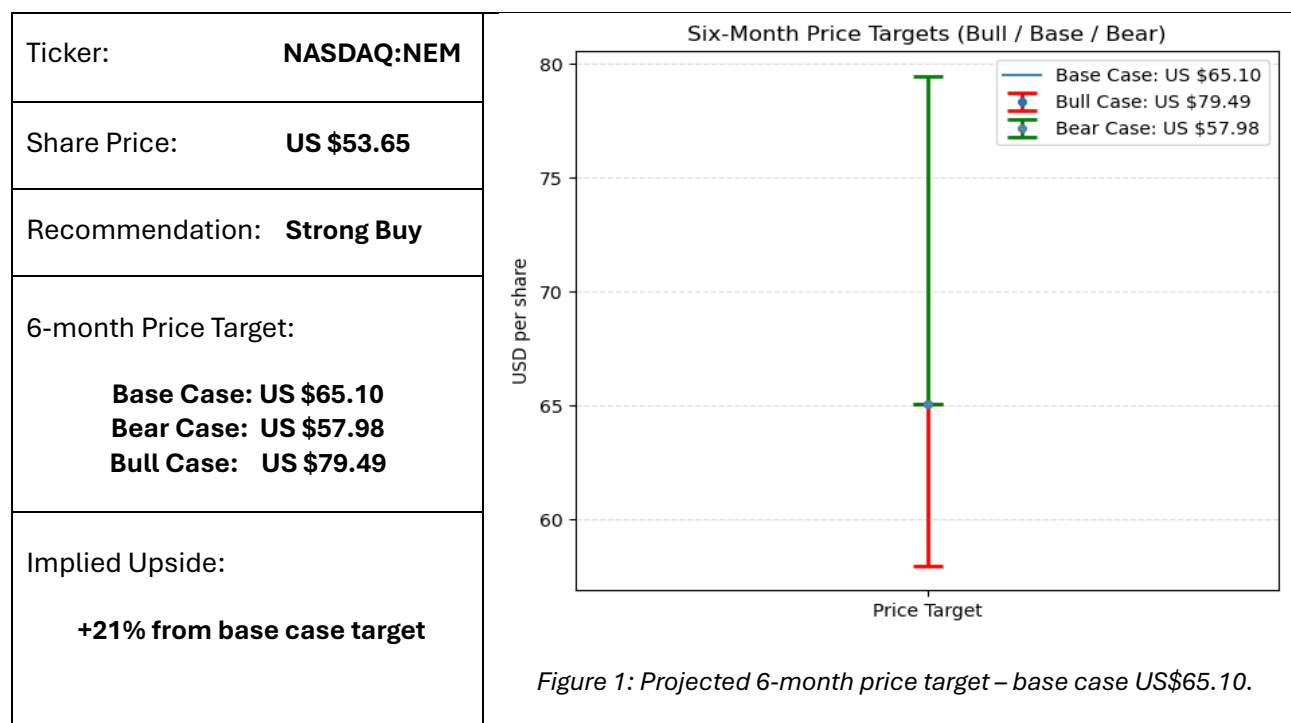 Ticker: NASDAQ:NEM
Share Price: US $53.65
Recommendation: Strong Buy
6-month Price Target:
Base Case: US $65.10
Bear Case: US $57.98
Bull Case: US $79.49
Implied Upside:
+21% from base case target
Six-Month Price Targets (Bull / Base / Bear)
Base Case: US $65.10
Bull Case: US $79.49
Bear Case: US $57.98
80
75
70
65
60
USD per share
Price Target
Figure 1: Projected 6-month price target – base case US$65.10.